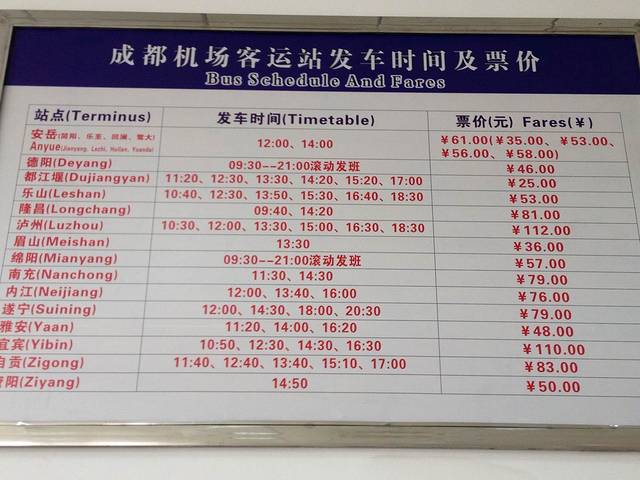 成都机场客运站发车时间及票价
Bus Schedule And Fares
站点(Terminus) 发车时间(Timetable) 票价(元) Fares(¥)
安岳(简阳、乐至、回澜、鸳大) 12:00、14:00 ¥61.00(¥35.00、¥53.00、
Anyue(Jianyang, Lezhi, Huilan, Yuanda) ¥56.00、¥58.00)
德阳(Deyang) 09:30--21:00滚动发班 ¥46.00
都江堰(Dujiangyan) 11:20、12:30、13:30、14:20、15:20、17:00 ¥25.00
乐山(Leshan) 10:40、12:30、13:50、15:30、16:40、18:30 ¥53.00
隆昌(Longchang) 09:40、14:20 ¥81.00
泸州(Luzhou) 10:30、12:00、13:30、15:00、16:30、18:30 ¥112.00
眉山(Meishan) 13:30 ¥36.00
绵阳(Mianyang) 09:30--21:00滚动发班 ¥57.00
南充(Nanchong) 11:30、14:30 ¥79.00
内江(Neijiang) 12:00、13:40、16:00 ¥76.00
遂宁(Suining) 12:00、14:30、18:00、20:30 ¥79.00
雅安(Yaan) 11:20、14:00、16:20 ¥48.00
宜宾(Yibin) 10:50、12:30、14:30、16:30 ¥110.00
自贡(Zigong) 11:40、12:40、13:40、15:10、17:00 ¥83.00
资阳(Ziyang) 14:50 ¥50.00